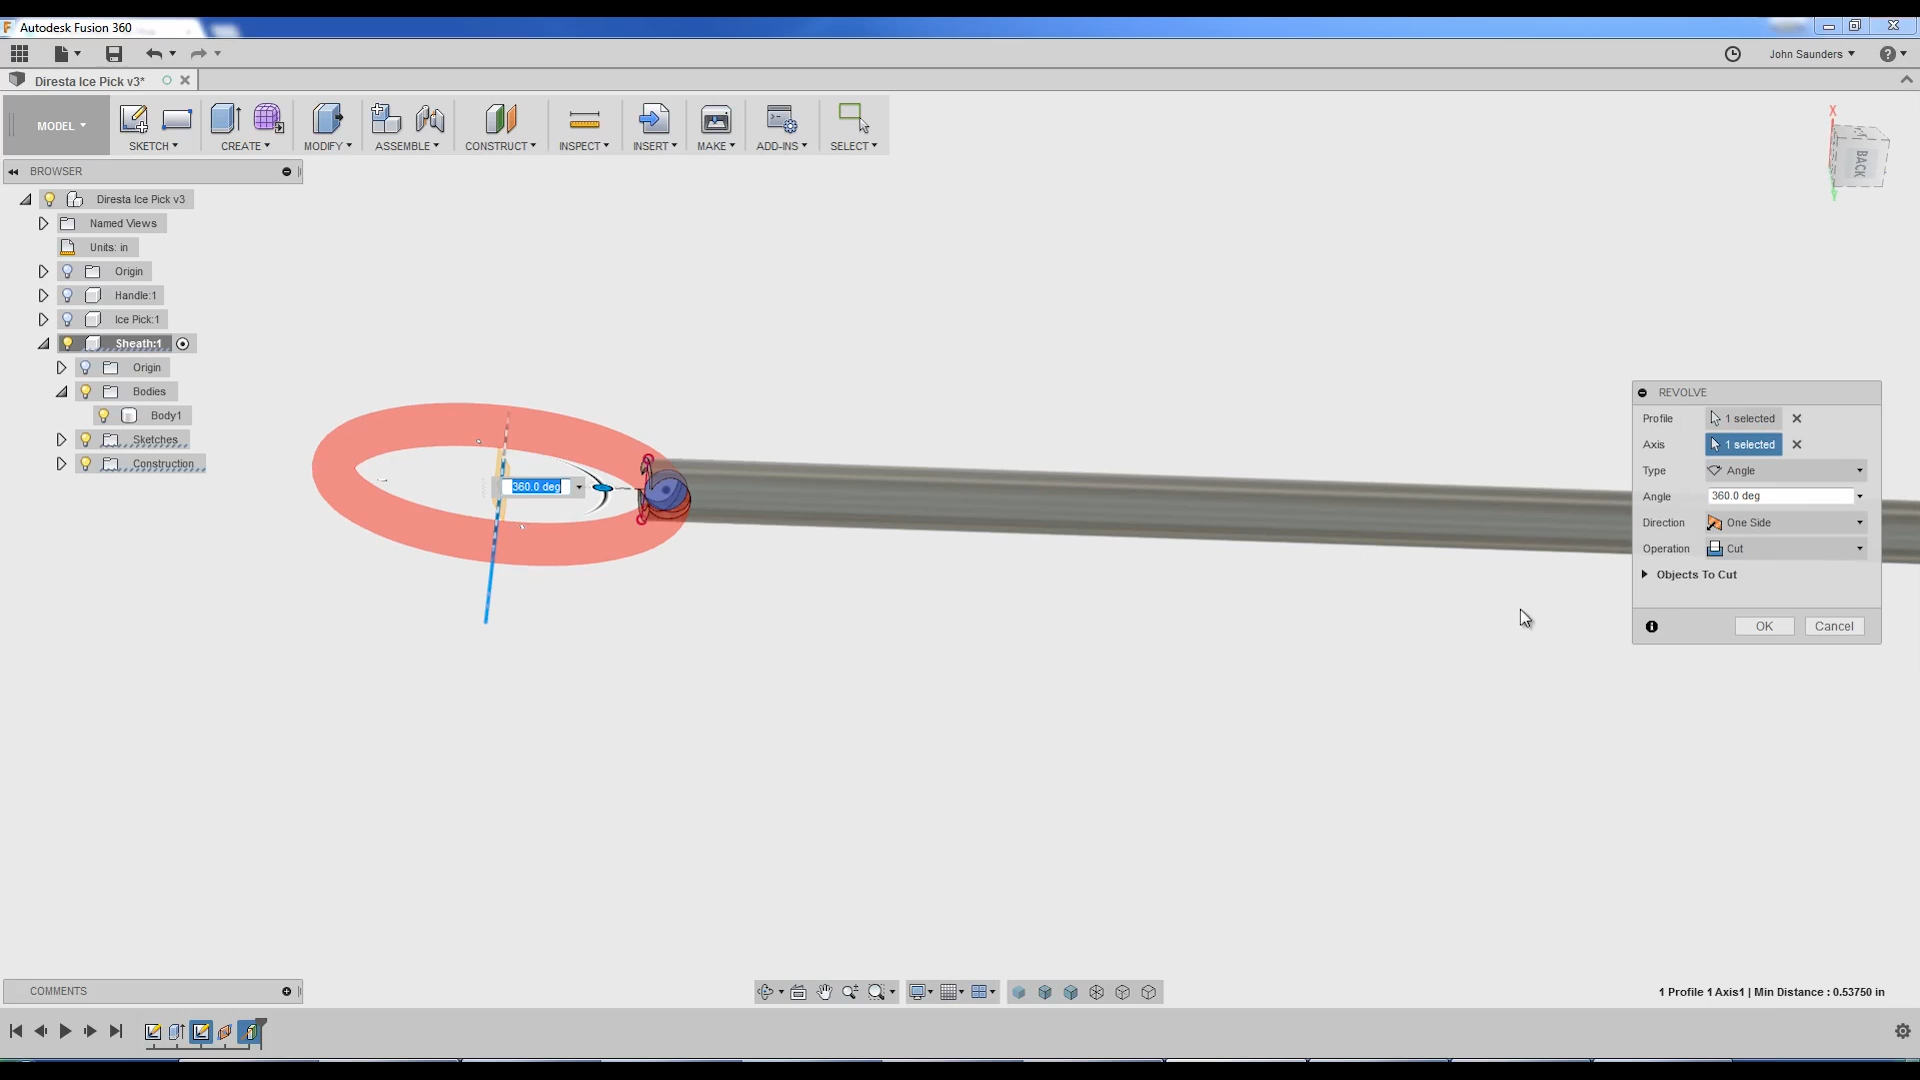 Autodesk Fusion 360
John Saunders
Diresta Ice Pick v3*
MODEL
SKETCH
CREATE
MODIFY
ASSEMBLE
CONSTRUCT
INSPECT
INSERT
MAKE
ADD-INS
SELECT
X
BACK
BROWSER
Diresta Ice Pick v3
Named Views
Units: in
Origin
Handle:1
Ice Pick:1
Sheath:1
Origin
Bodies
Body1
Sketches
Construction
360.0 deg
REVOLVE
Profile 1 selected
Axis 1 selected
Type Angle
Angle 360.0 deg
Direction One Side
Operation Cut
Objects To Cut
OK Cancel
COMMENTS
1 Profile 1 Axis1 | Min Distance : 0.53750 in